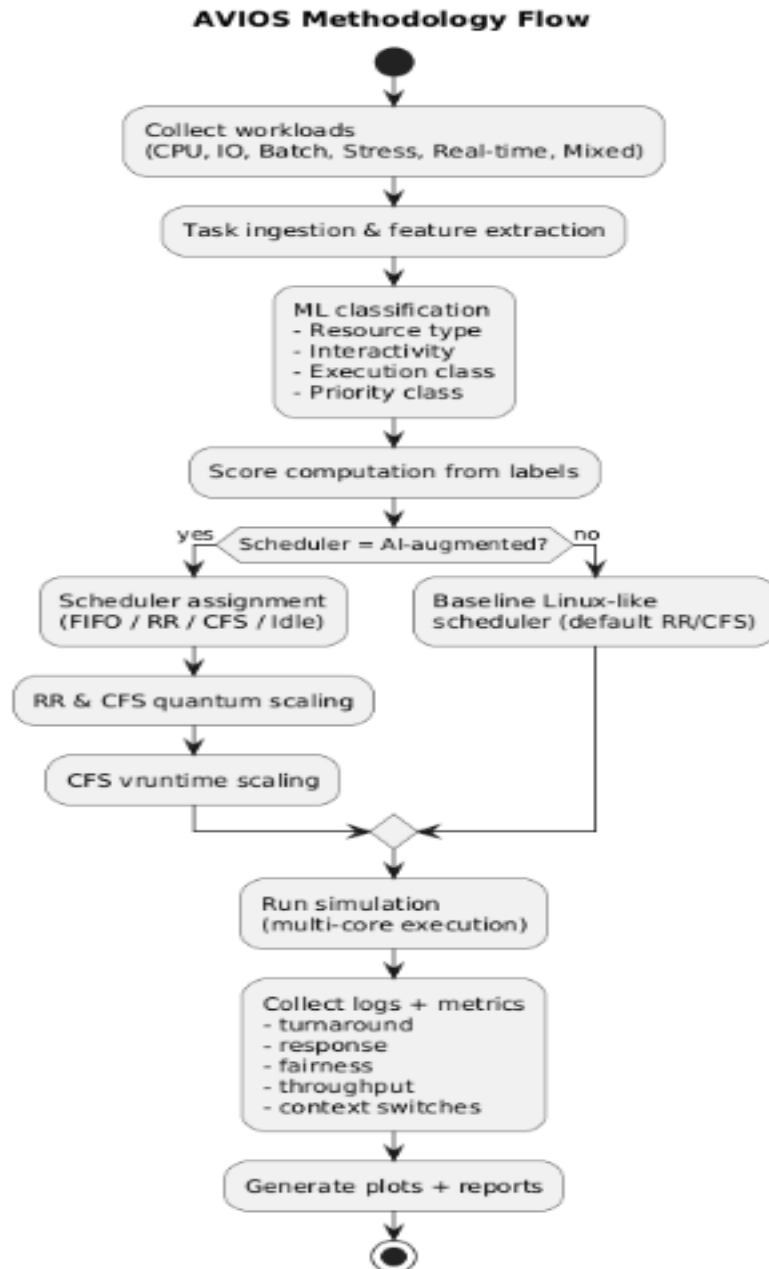 AVIOS Methodology Flow
Collect workloads
(CPU, IO, Batch, Stress, Real-time, Mixed)
Task ingestion & feature extraction
ML classification
- Resource type
- Interactivity
- Execution class
- Priority class
Score computation from labels
yes
Scheduler = AI-augmented?
no
Scheduler assignment
(FIFO / RR / CFS / Idle)
Baseline Linux-like
scheduler (default RR/CFS)
RR & CFS quantum scaling
CFS vruntime scaling
Run simulation
(multi-core execution)
Collect logs + metrics
- turnaround
- response
- fairness
- throughput
- context switches
Generate plots + reports